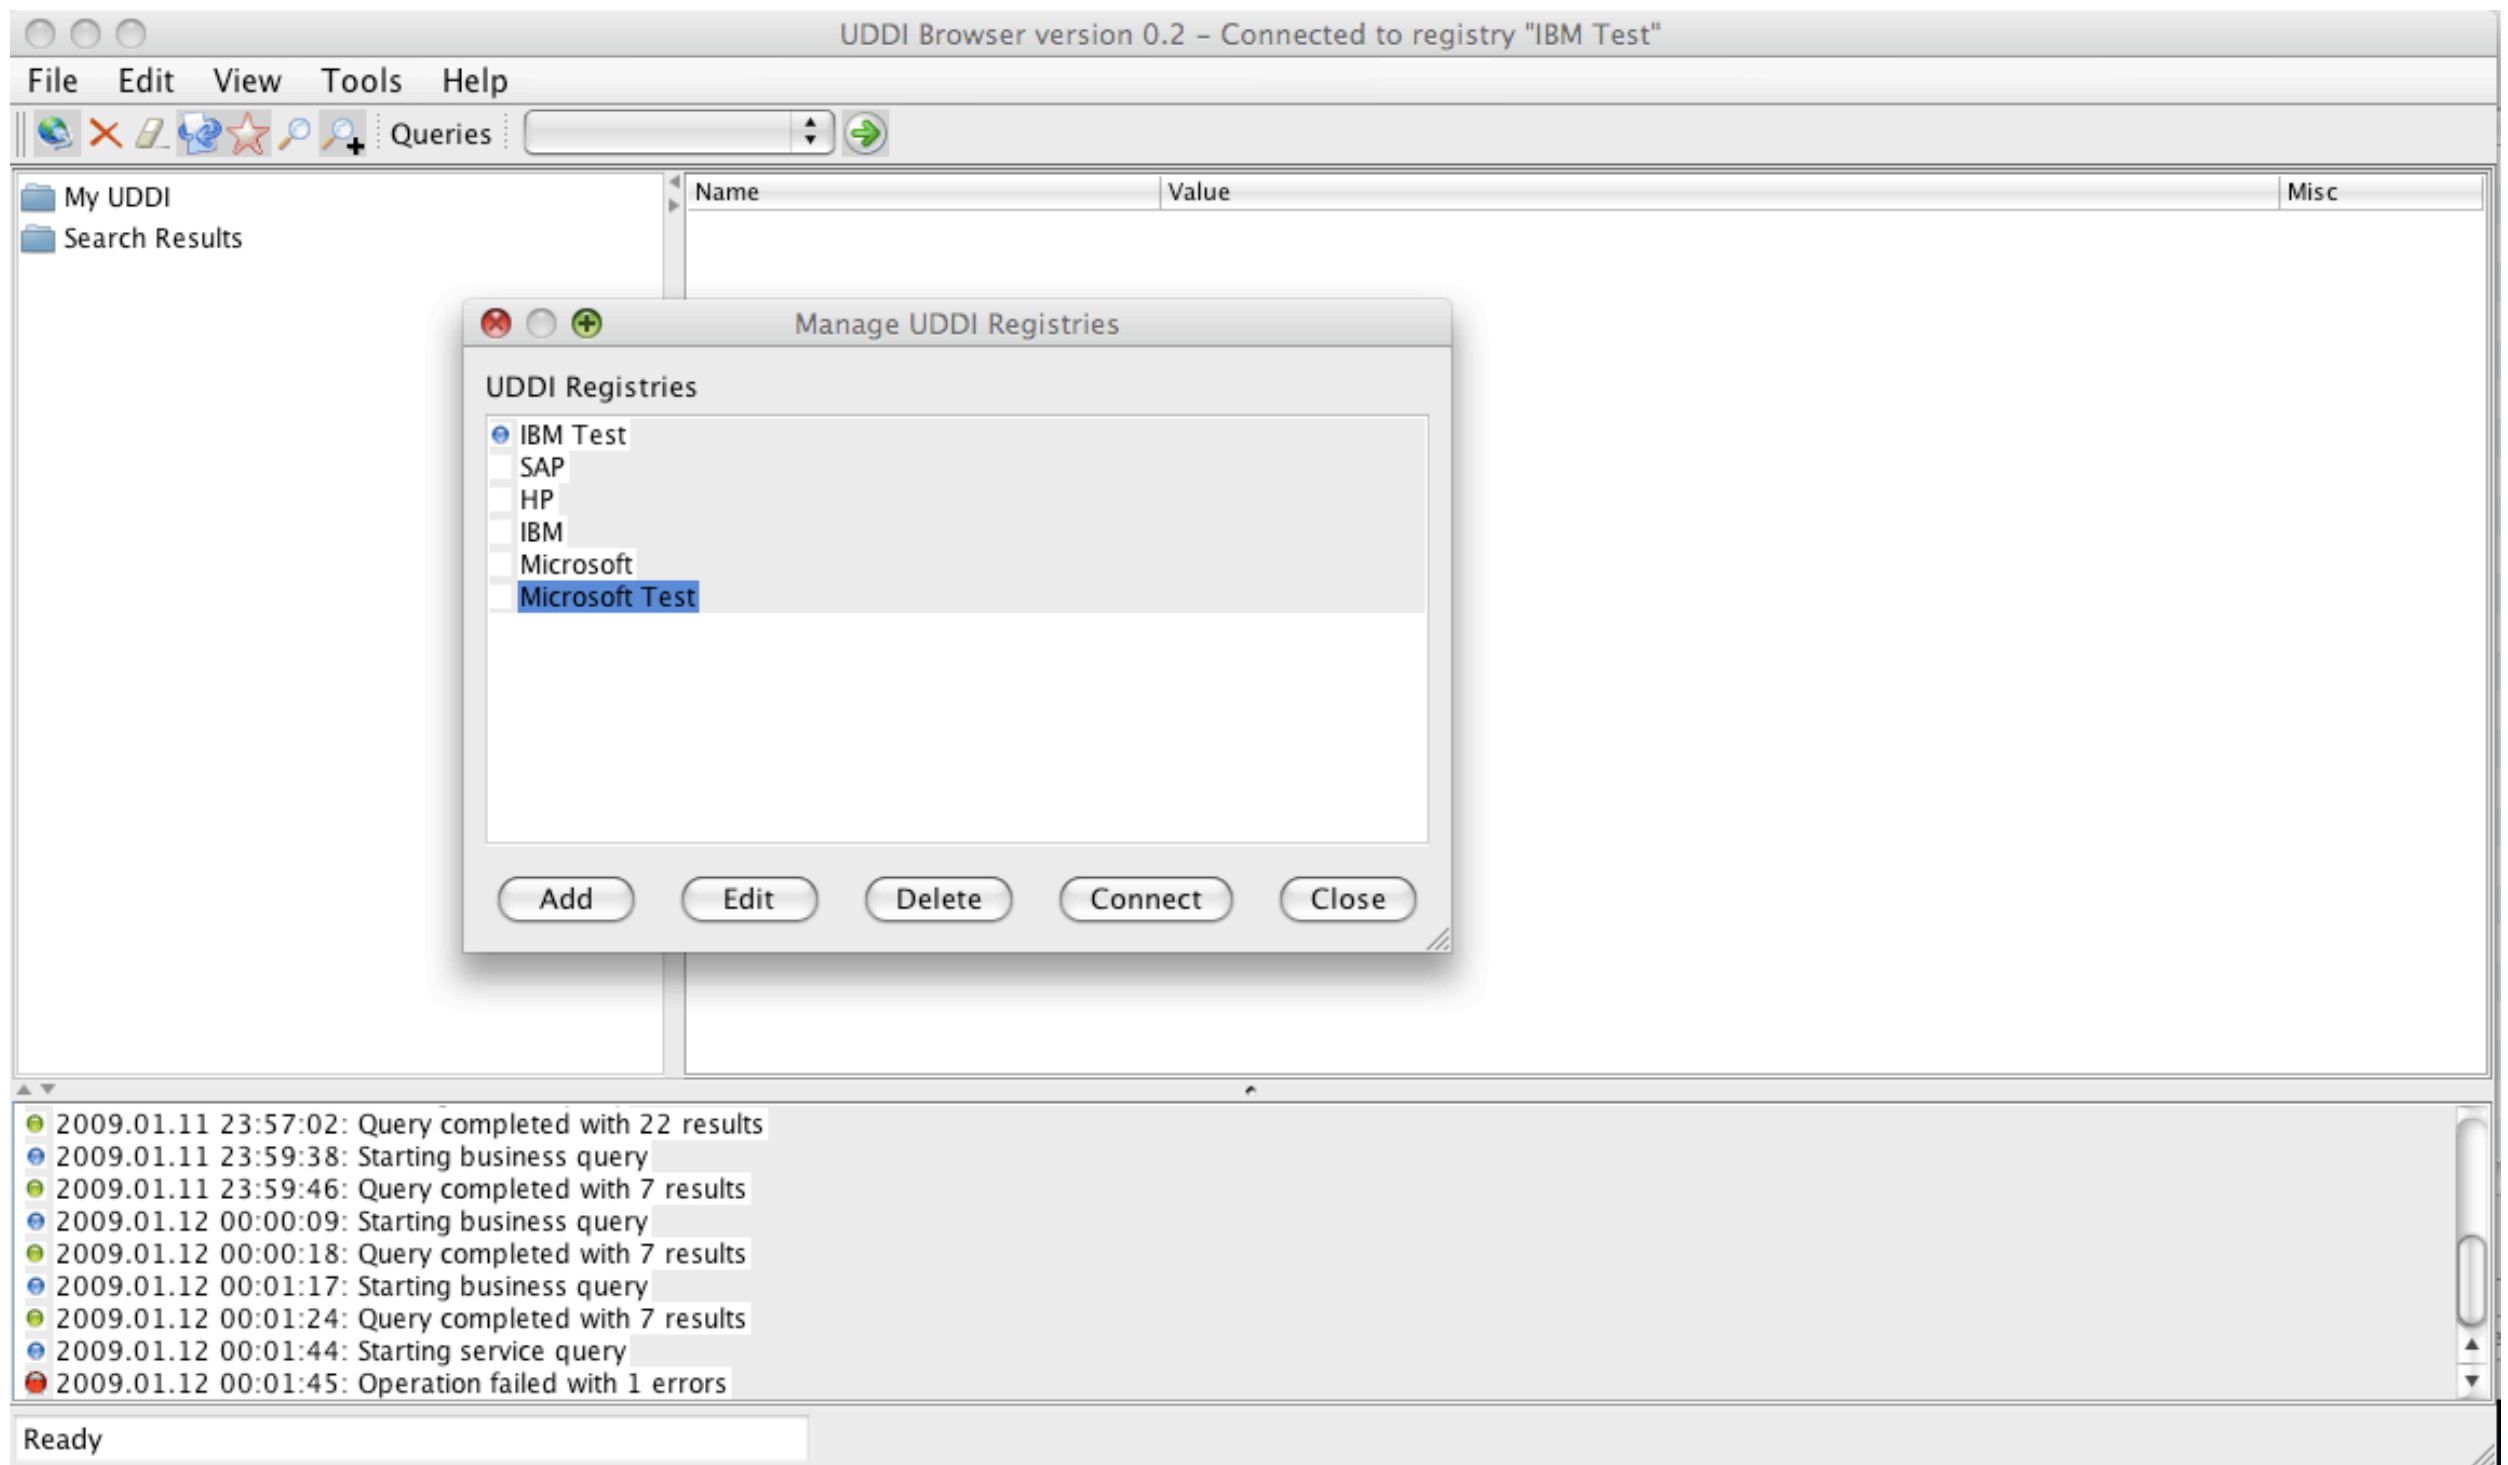 UDDI Browser version 0.2 – Connected to registry "IBM Test"
File Edit View Tools Help
Queries
My UDDI
Search Results
Name Value Misc
Manage UDDI Registries
UDDI Registries
IBM Test
SAP
HP
IBM
Microsoft
Microsoft Test
Add Edit Delete Connect Close
2009.01.11 23:57:02: Query completed with 22 results
2009.01.11 23:59:38: Starting business query
2009.01.11 23:59:46: Query completed with 7 results
2009.01.12 00:00:09: Starting business query
2009.01.12 00:00:18: Query completed with 7 results
2009.01.12 00:01:17: Starting business query
2009.01.12 00:01:24: Query completed with 7 results
2009.01.12 00:01:44: Starting service query
2009.01.12 00:01:45: Operation failed with 1 errors
Ready